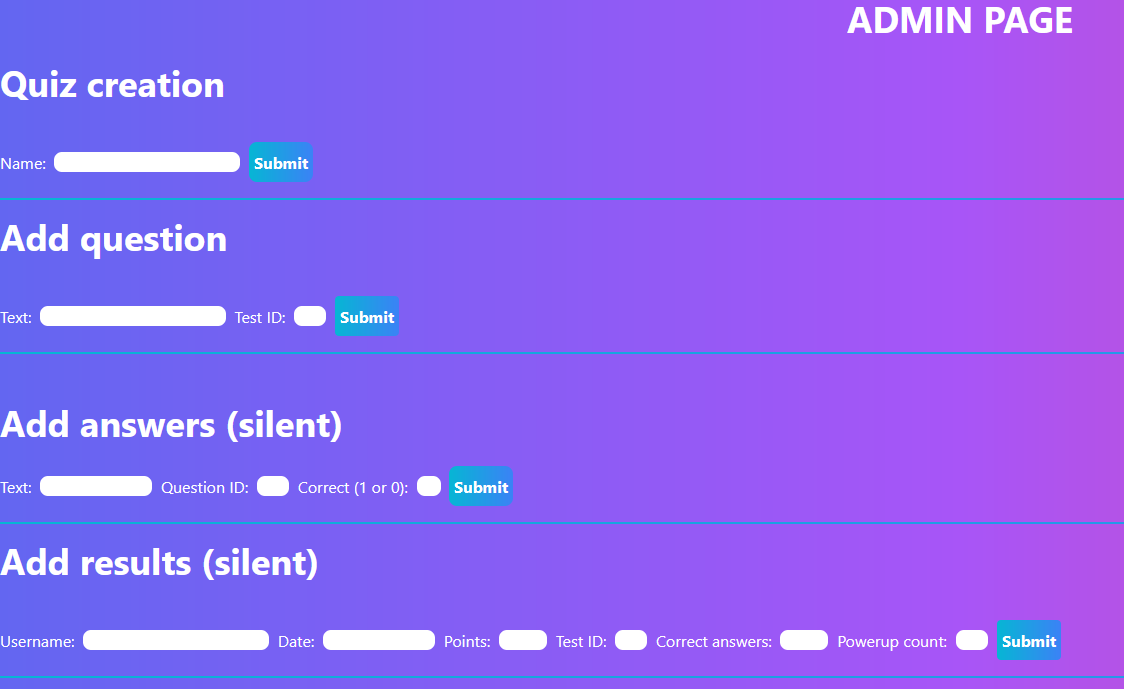 ADMIN PAGE
Quiz creation
Name: Submit
Add question
Text: Test ID: Submit
Add answers (silent)
Text: Question ID: Correct (1 or 0): Submit
Add results (silent)
Username: Date: Points: Test ID: Correct answers: Powerup count: Submit